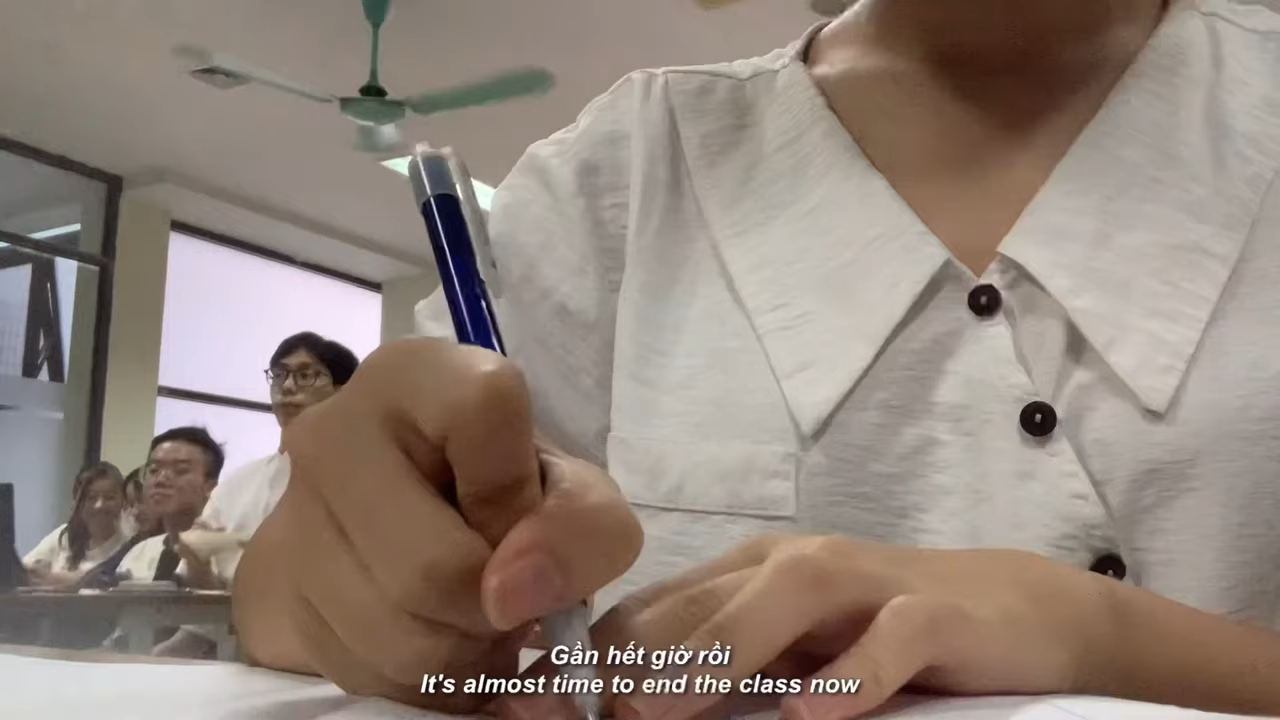 Gần hết giờ rồi
It's almost time to end the class now